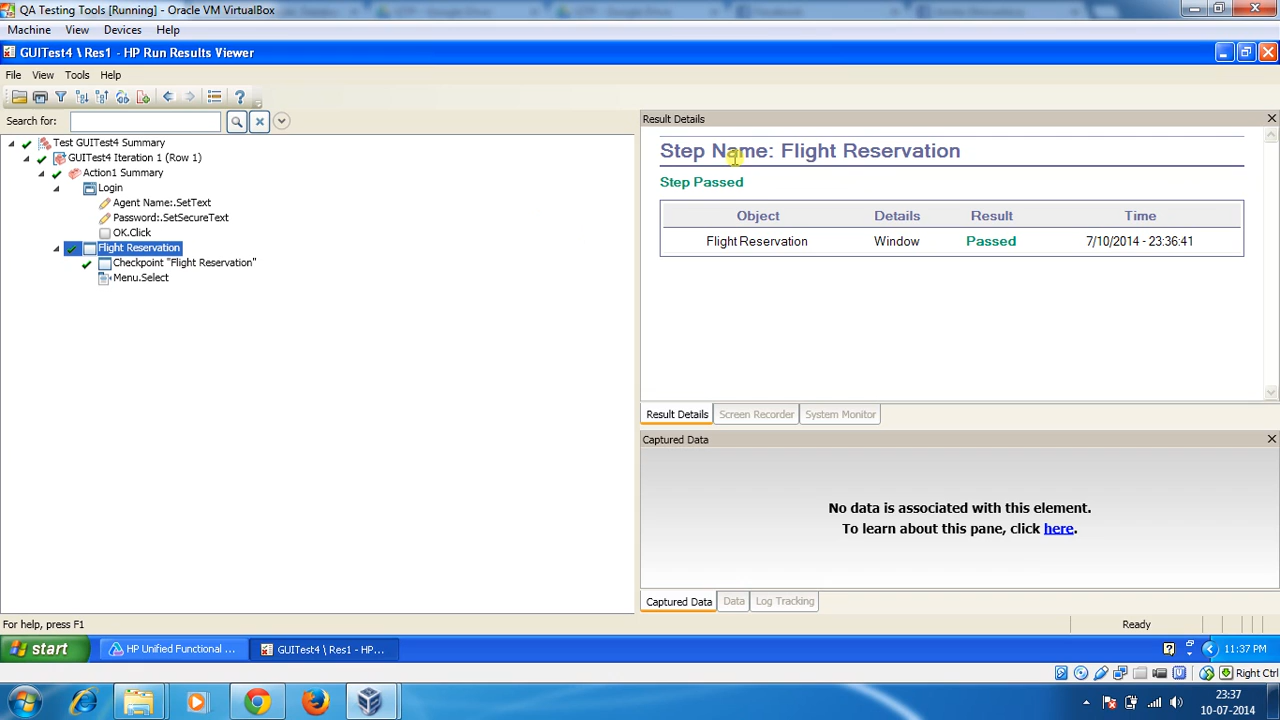 QA Testing Tools [Running] - Oracle VM VirtualBox
Machine View Devices Help
GUITest4 \ Res1 - HP Run Results Viewer
File View Tools Help
Search for:
Test GUITest4 Summary
GUITest4 Iteration 1 (Row 1)
Action1 Summary
Login
Agent Name:.SetText
Password:.SetSecureText
OK.Click
Flight Reservation
Checkpoint "Flight Reservation"
Menu.Select
Result Details
Step Name: Flight Reservation
Step Passed
Object Details Result Time
Flight Reservation Window Passed 7/10/2014 - 23:36:41
Result Details Screen Recorder System Monitor
Captured Data
No data is associated with this element.
To learn about this pane, click here.
Captured Data Data Log Tracking
For help, press F1
Ready
start HP Unified Functional ... GUITest4 \ Res1 - HP... 11:37 PM
Right Ctrl
23:37
10-07-2014